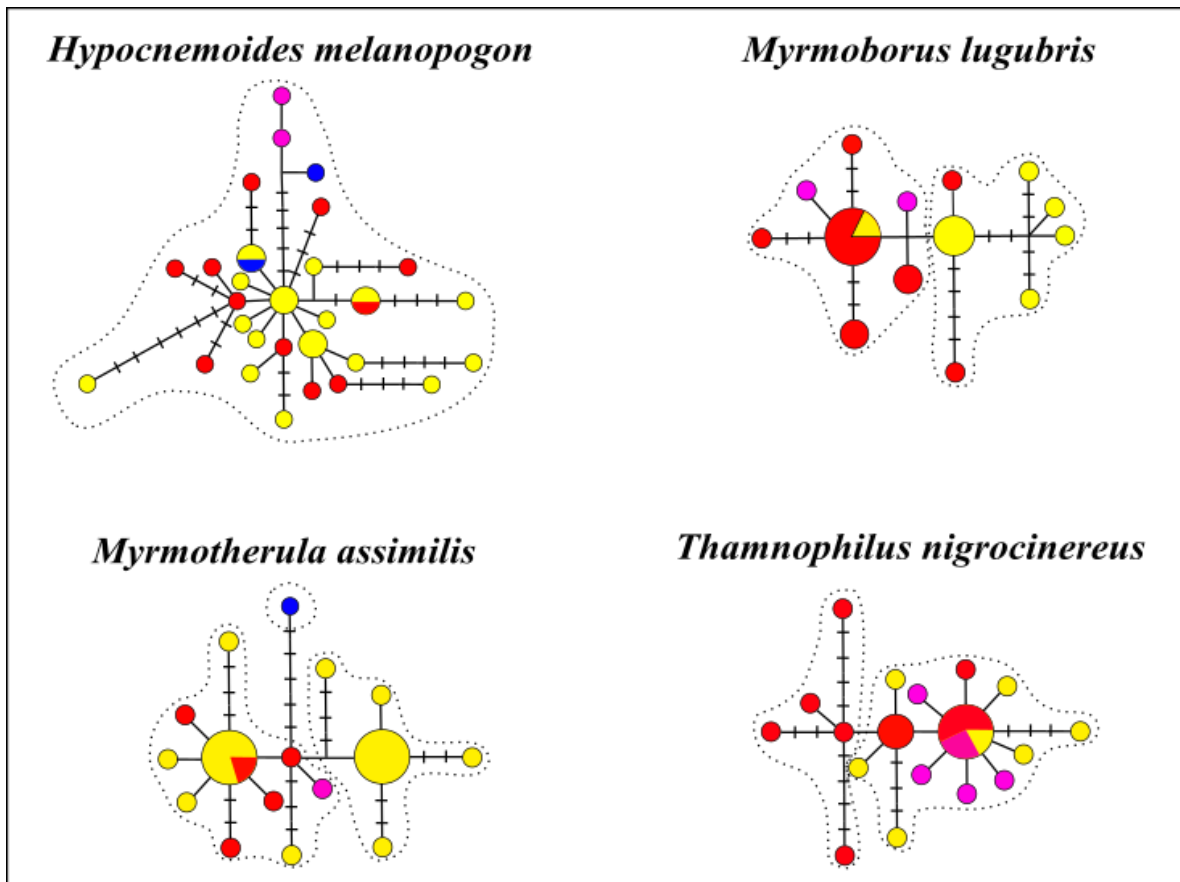 Hypocnemoides melanopogon
Myrmoborus lugubris
Myrmotherula assimilis
Thamnophilus nigrocinereus